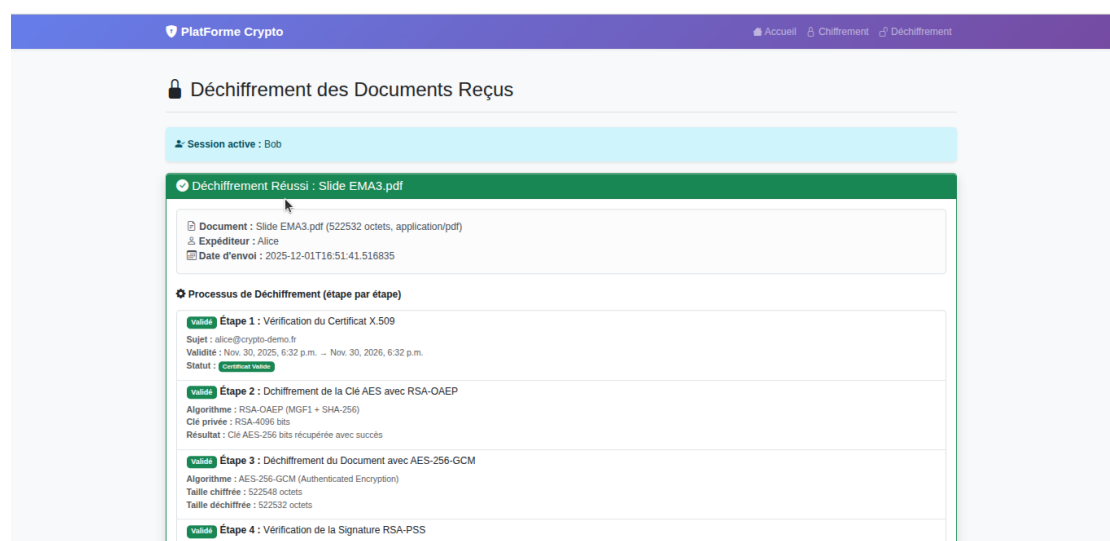 PlatForme Crypto
Accueil Chiffrement Déchiffrement
Déchiffrement des Documents Reçus
Session active : Bob
Déchiffrement Réussi : Slide EMA3.pdf
Document : Slide EMA3.pdf (522532 octets, application/pdf)
Expéditeur : Alice
Date d'envoi : 2025-12-01T16:51:41.516835
Processus de Déchiffrement (étape par étape)
Validé Étape 1 : Vérification du Certificat X.509
Sujet : alice@crypto-demo.fr
Validité : Nov. 30, 2025, 6:32 p.m. → Nov. 30, 2026, 6:32 p.m.
Statut : Certificat Valide
Validé Étape 2 : Dchiffrement de la Clé AES avec RSA-OAEP
Algorithme : RSA-OAEP (MGF1 + SHA-256)
Clé privée : RSA-4096 bits
Résultat : Clé AES-256 bits récupérée avec succès
Validé Étape 3 : Déchiffrement du Document avec AES-256-GCM
Algorithme : AES-256-GCM (Authenticated Encryption)
Taille chiffrée : 522548 octets
Taille déchiffrée : 522532 octets
Validé Étape 4 : Vérification de la Signature RSA-PSS